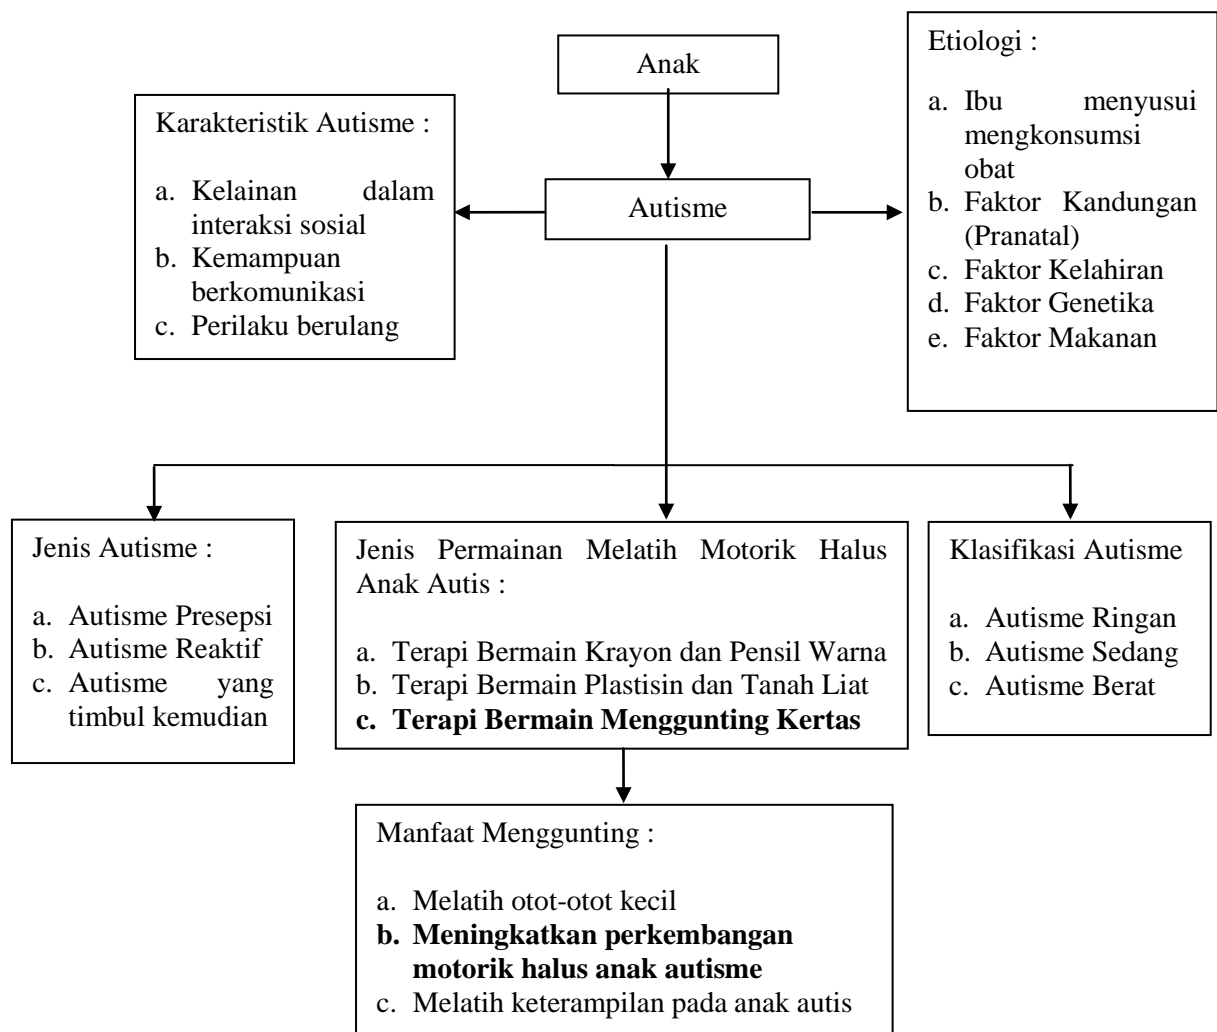 Anak
Etiologi :
a. Ibu menyusui
mengkonsumsi
obat
b. Faktor Kandungan
(Pranatal)
c. Faktor Kelahiran
d. Faktor Genetika
e. Faktor Makanan
Karakteristik Autisme :
a. Kelainan dalam
interaksi sosial
b. Kemampuan
berkomunikasi
c. Perilaku berulang
Autisme
Jenis Autisme :
a. Autisme Presepsi
b. Autisme Reaktif
c. Autisme yang
timbul kemudian
Jenis Permainan Melatih Motorik Halus
Anak Autis :
a. Terapi Bermain Krayon dan Pensil Warna
b. Terapi Bermain Plastisin dan Tanah Liat
c. Terapi Bermain Menggunting Kertas
Klasifikasi Autisme
a. Autisme Ringan
b. Autisme Sedang
c. Autisme Berat
Manfaat Menggunting :
a. Melatih otot-otot kecil
b. Meningkatkan perkembangan
motorik halus anak autisme
c. Melatih keterampilan pada anak autis